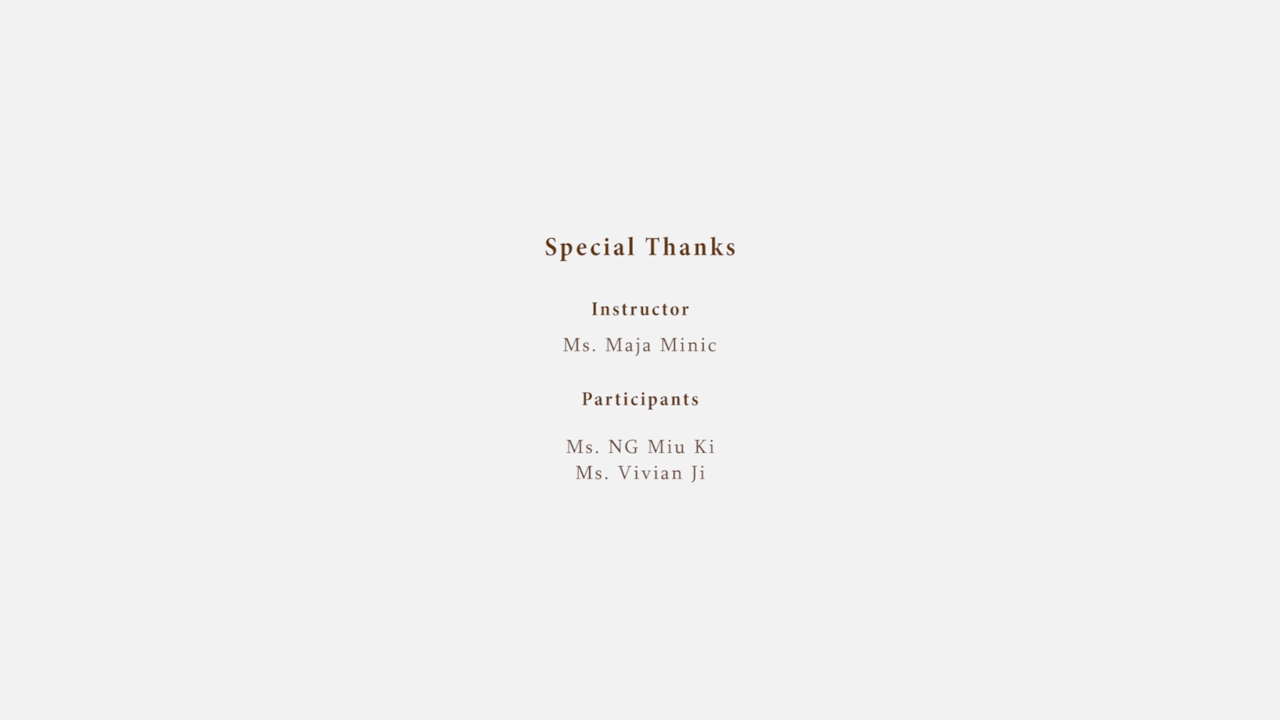 Special Thanks
Instructor
Ms. Maja Minic
Participants
Ms. NG Miu Ki
Ms. Vivian Ji